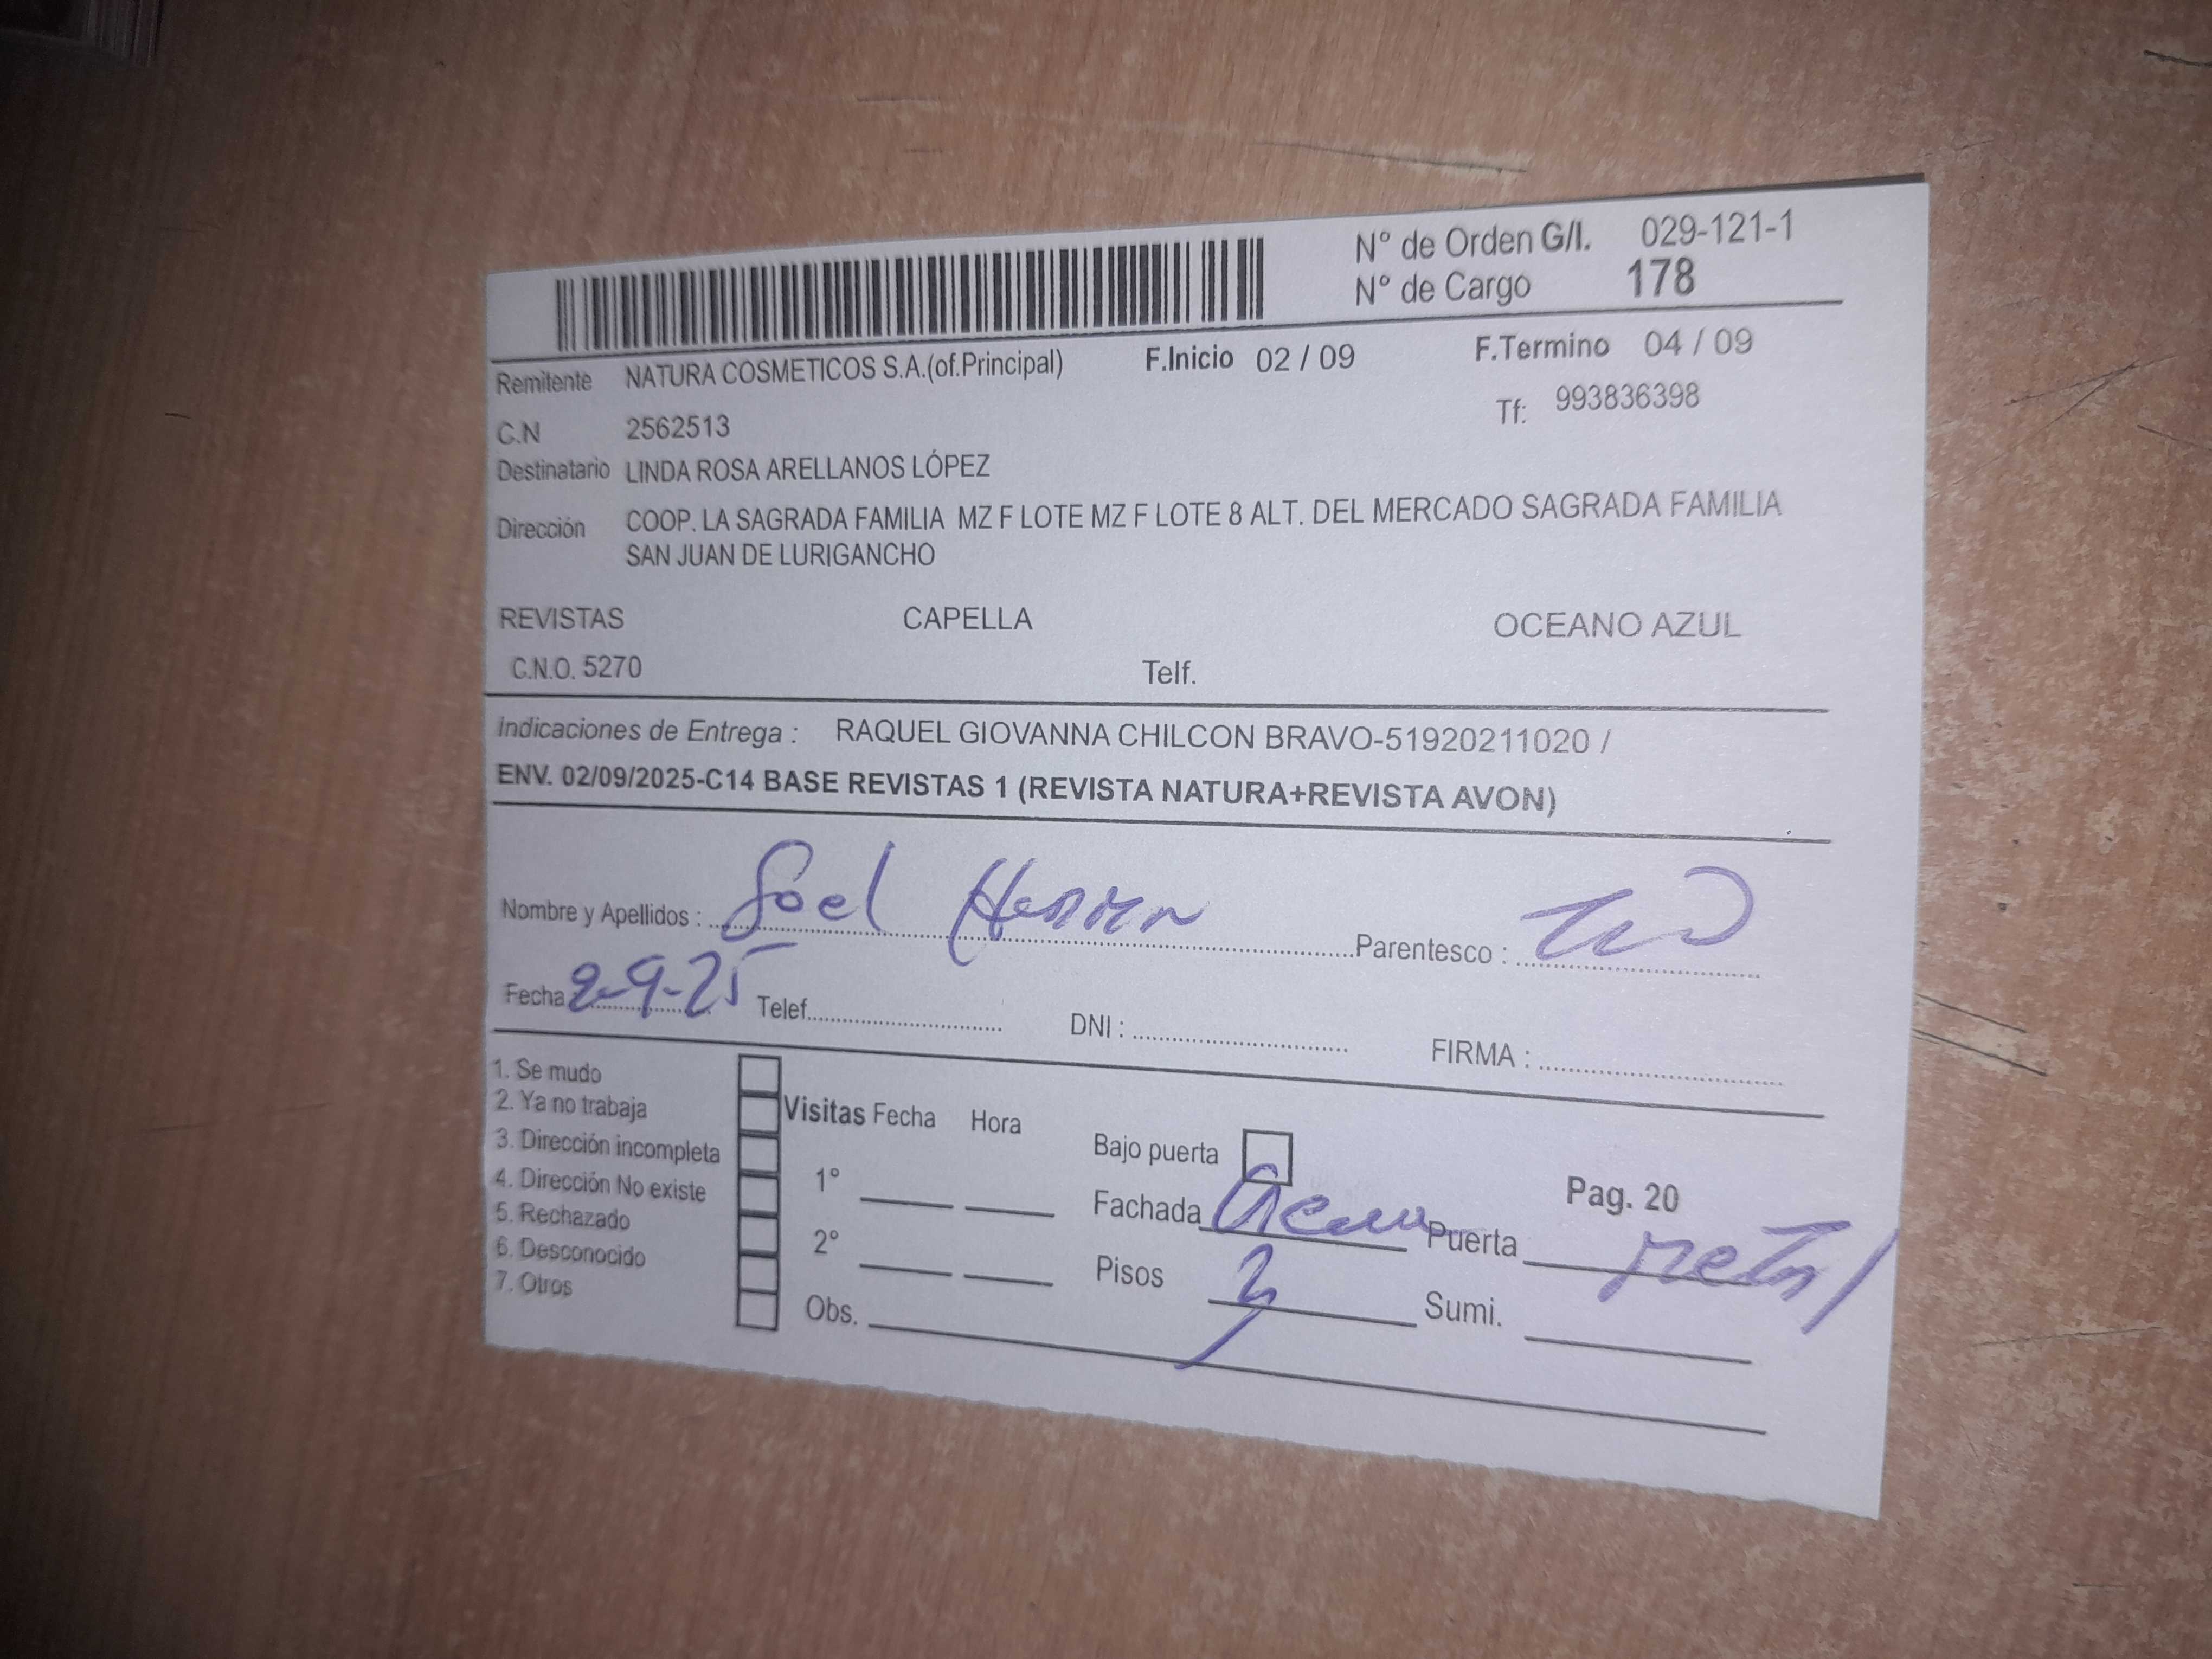 N° de Orden G/I. 029-121-1
N° de Cargo 178
Remitente NATURA COSMETICOS S.A.(of.Principal) F.Inicio 02 / 09 F.Termino 04 / 09
C.N 2562513 Tf: 993836398
Destinatario LINDA ROSA ARELLANOS LÓPEZ
Dirección COOP. LA SAGRADA FAMILIA MZ F LOTE MZ F LOTE 8 ALT. DEL MERCADO SAGRADA FAMILIA
SAN JUAN DE LURIGANCHO
REVISTAS CAPELLA OCEANO AZUL
C.N.O. 5270 Telf.
Indicaciones de Entrega : RAQUEL GIOVANNA CHILCON BRAVO-51920211020 /
ENV. 02/09/2025-C14 BASE REVISTAS 1 (REVISTA NATURA+REVISTA AVON)
Nombre y Apellidos : Joel Parentesco :
Fecha 2-9-25 Telef. DNI : FIRMA :
1. Se mudo
2. Ya no trabaja Visitas Fecha Hora
3. Dirección incompleta Bajo puerta
4. Dirección No existe 1° Fachada Crema Pag. 20
5. Rechazado 2° Puerta metal
6. Desconocido Pisos 2
7. Otros Obs. Sumi.